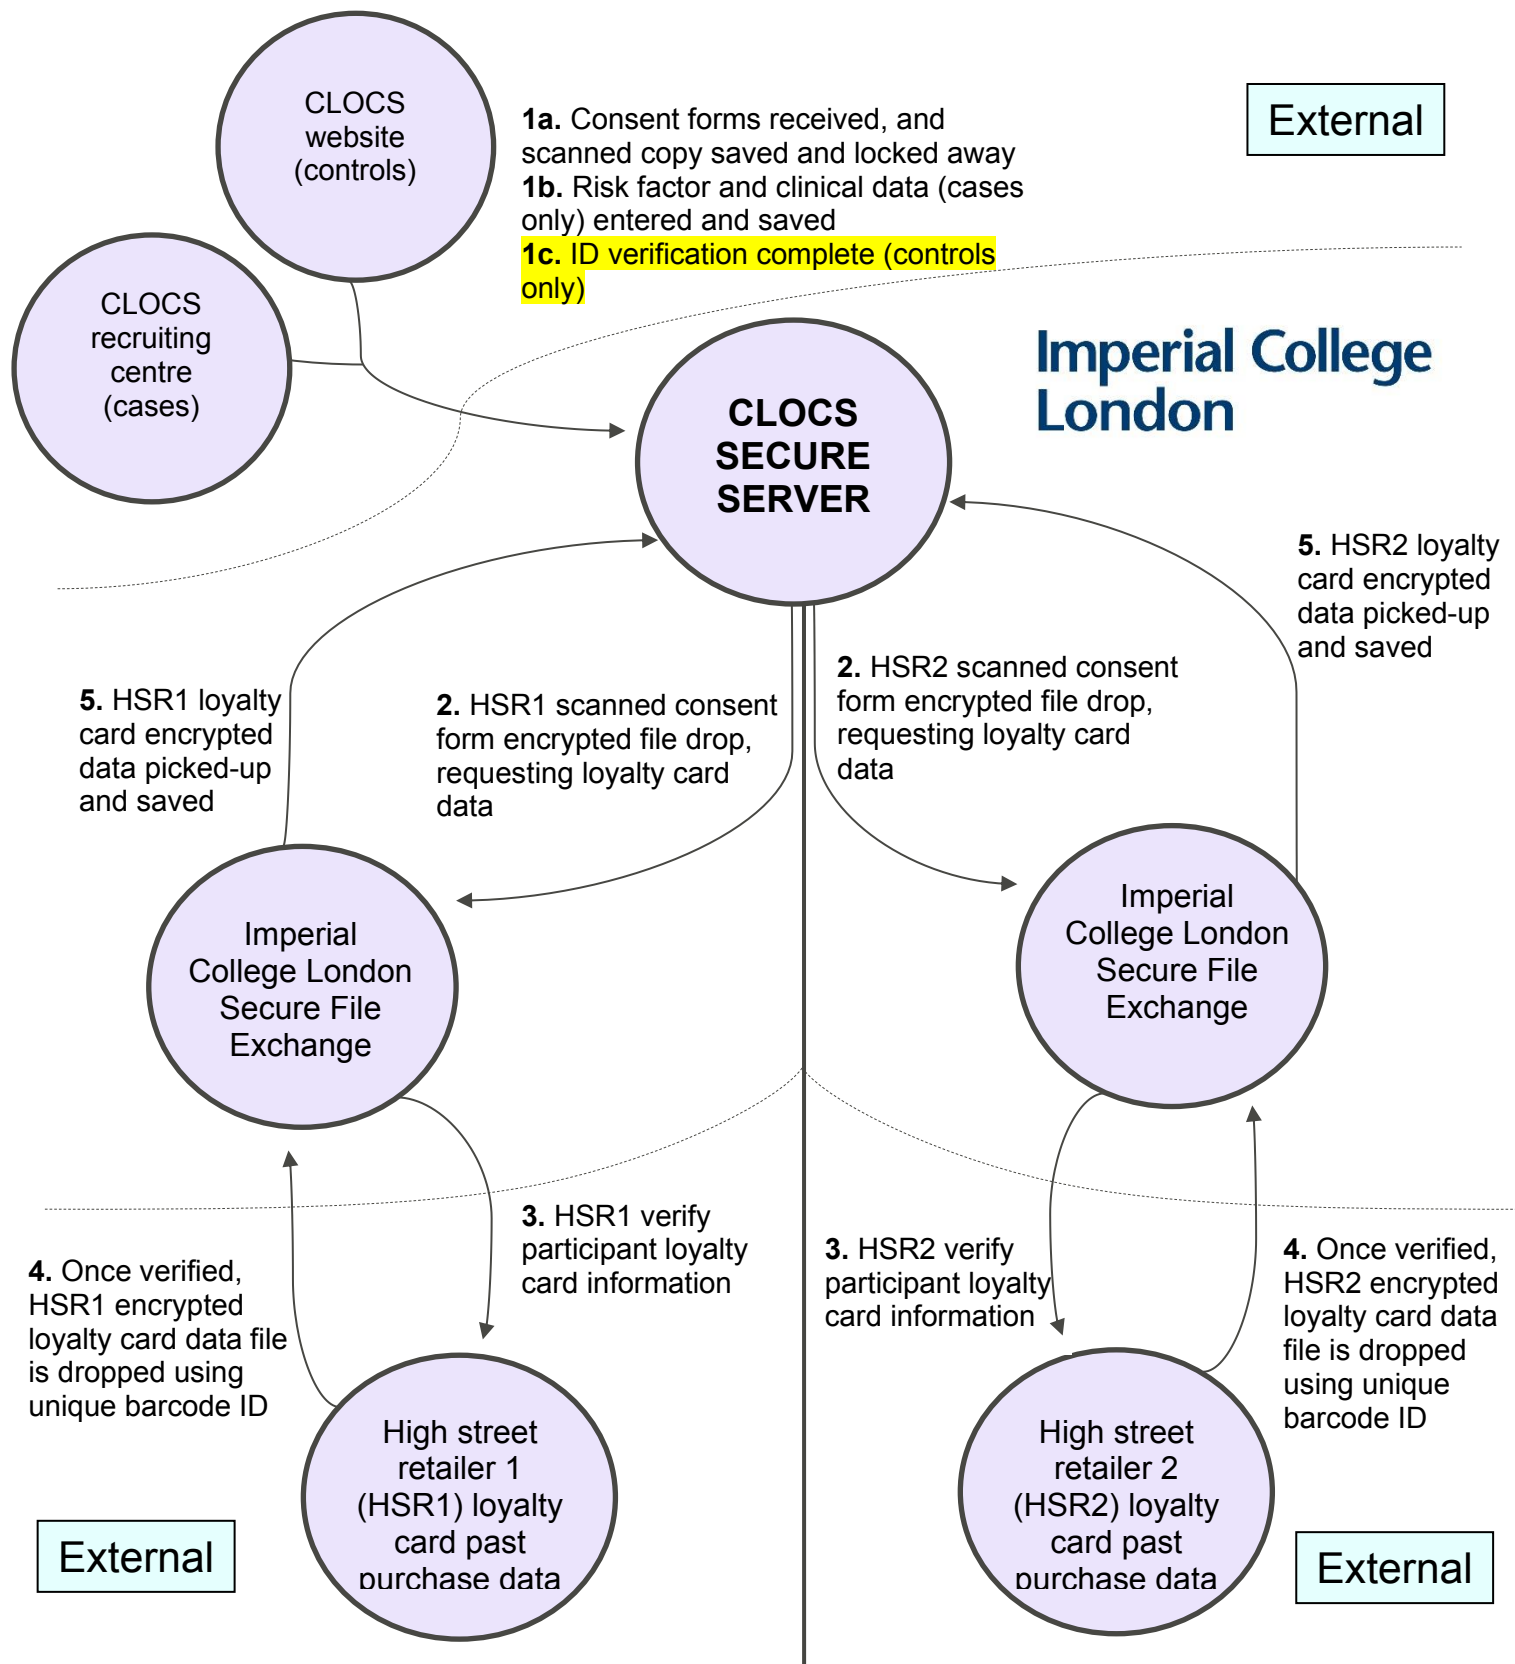 CLOCS
website
(controls)
1a. Consent forms received, and
scanned copy saved and locked away
1b. Risk factor and clinical data (cases
only) entered and saved
1c. ID verification complete (controls
only)
External
CLOCS
recruiting
centre
(cases)
Imperial College
London
CLOCS
SECURE
SERVER
5. HSR2 loyalty
card encrypted
data picked-up
and saved
5. HSR1 loyalty
card encrypted
data picked-up
and saved
2. HSR1 scanned consent
form encrypted file drop,
requesting loyalty card
data
2. HSR2 scanned consent
form encrypted file drop,
requesting loyalty card
data
Imperial
College London
Secure File
Exchange
Imperial
College London
Secure File
Exchange
3. HSR1 verify
participant loyalty
card information
3. HSR2 verify
participant loyalty
card information
4. Once verified,
HSR1 encrypted
loyalty card data file
is dropped using
unique barcode ID
4. Once verified,
HSR2 encrypted
loyalty card data
file is dropped
using unique
barcode ID
High street
retailer 1
(HSR1) loyalty
card past
purchase data
High street
retailer 2
(HSR2) loyalty
card past
purchase data
External
External